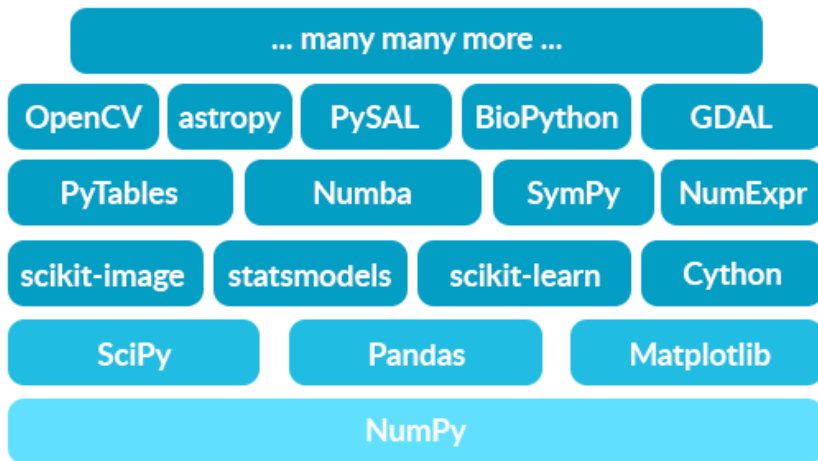 ... many many more ...
OpenCV astropy PySAL BioPython GDAL
PyTables Numba SymPy NumExpr
scikit-image statsmodels scikit-learn Cython
SciPy Pandas Matplotlib
NumPy